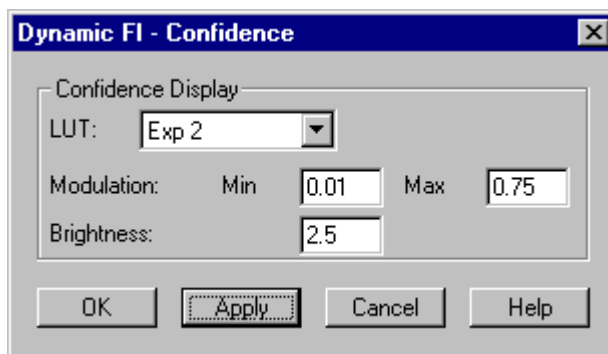 Dynamic FI - Confidence
Confidence Display
LUT: Exp 2
Modulation: Min 0.01 Max 0.75
Brightness: 2.5
OK Apply Cancel Help